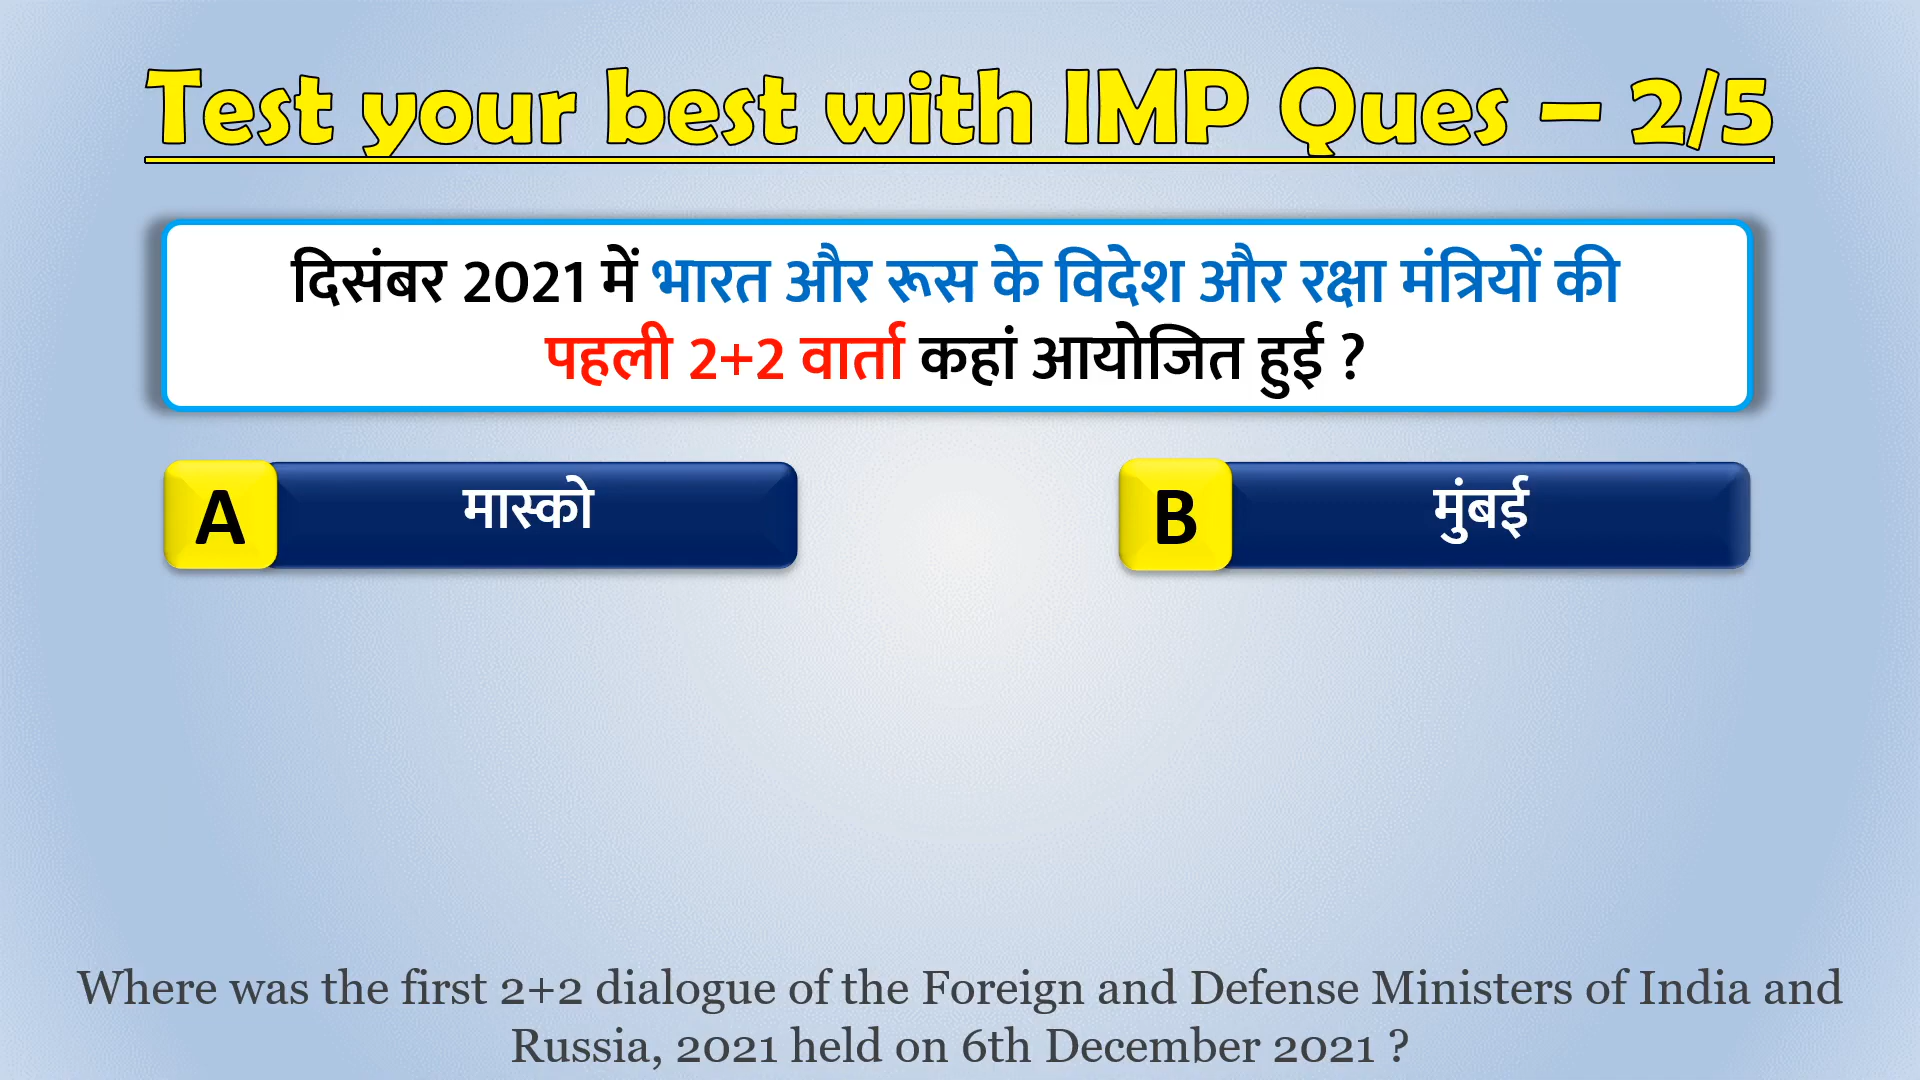 Test your best with IMP Ques – 2/5
दिसंबर 2021 में भारत और रूस के विदेश और रक्षा मंत्रियों की
पहली 2+2 वार्ता कहां आयोजित हुई ?
A मास्को
B मुंबई
Where was the first 2+2 dialogue of the Foreign and Defense Ministers of India and
Russia, 2021 held on 6th December 2021 ?